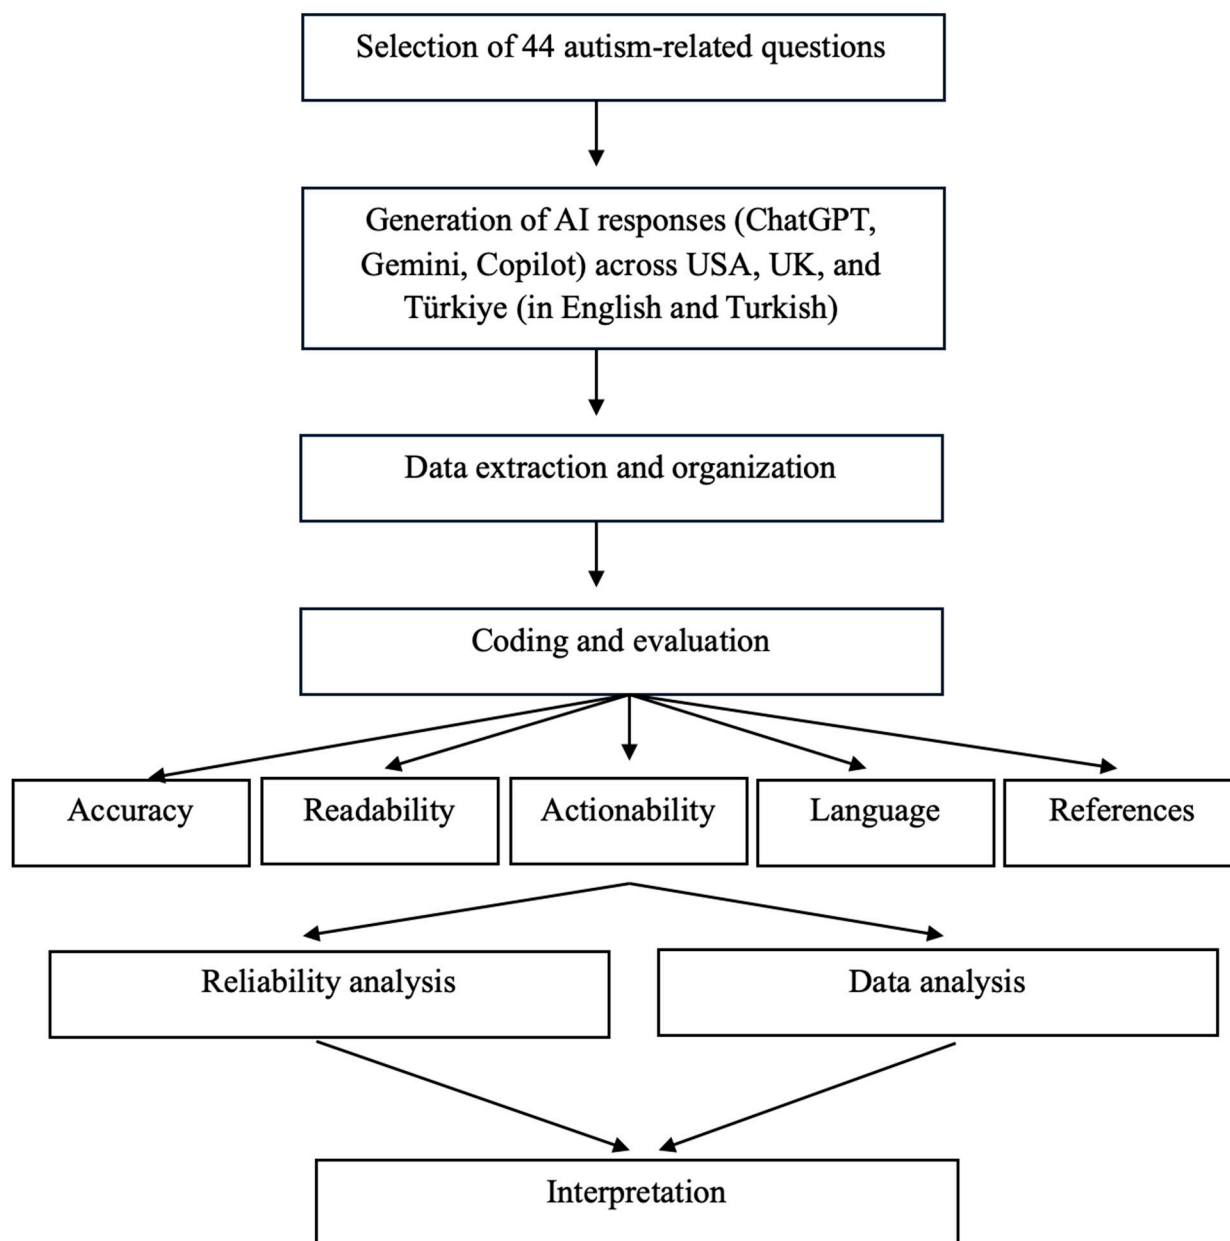 Selection of 44 autism-related questions
Generation of AI responses (ChatGPT,
Gemini, Copilot) across USA, UK, and
Türkiye (in English and Turkish)
Data extraction and organization
Coding and evaluation
Accuracy
Readability
Actionability
Language
References
Reliability analysis
Data analysis
Interpretation